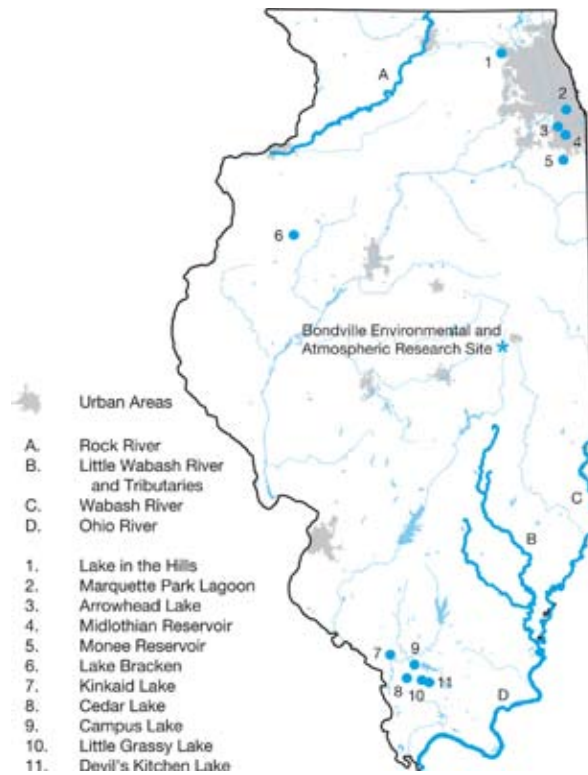 A
1
2
3
4
5
6
Bondville Environmental and
Atmospheric Research Site *
Urban Areas
A. Rock River
B. Little Wabash River
and Tributaries
C. Wabash River
D. Ohio River
C
B
1. Lake in the Hills
2. Marquette Park Lagoon
3. Arrowhead Lake
4. Midlothian Reservoir
5. Monee Reservoir
6. Lake Bracken
7. Kinkaid Lake
8. Cedar Lake
9. Campus Lake
10. Little Grassy Lake
11. Devil's Kitchen Lake
7
9
8
10
11
D